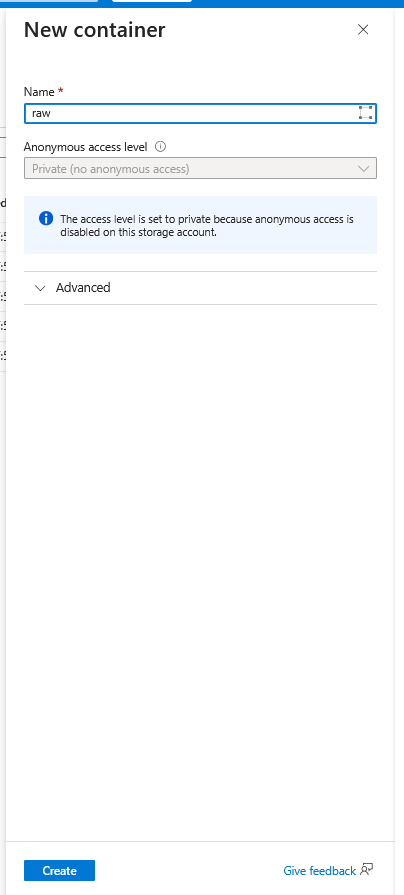 New container
Name *
raw
Anonymous access level
Private (no anonymous access)
The access level is set to private because anonymous access is
disabled on this storage account.
Advanced
Create
Give feedback